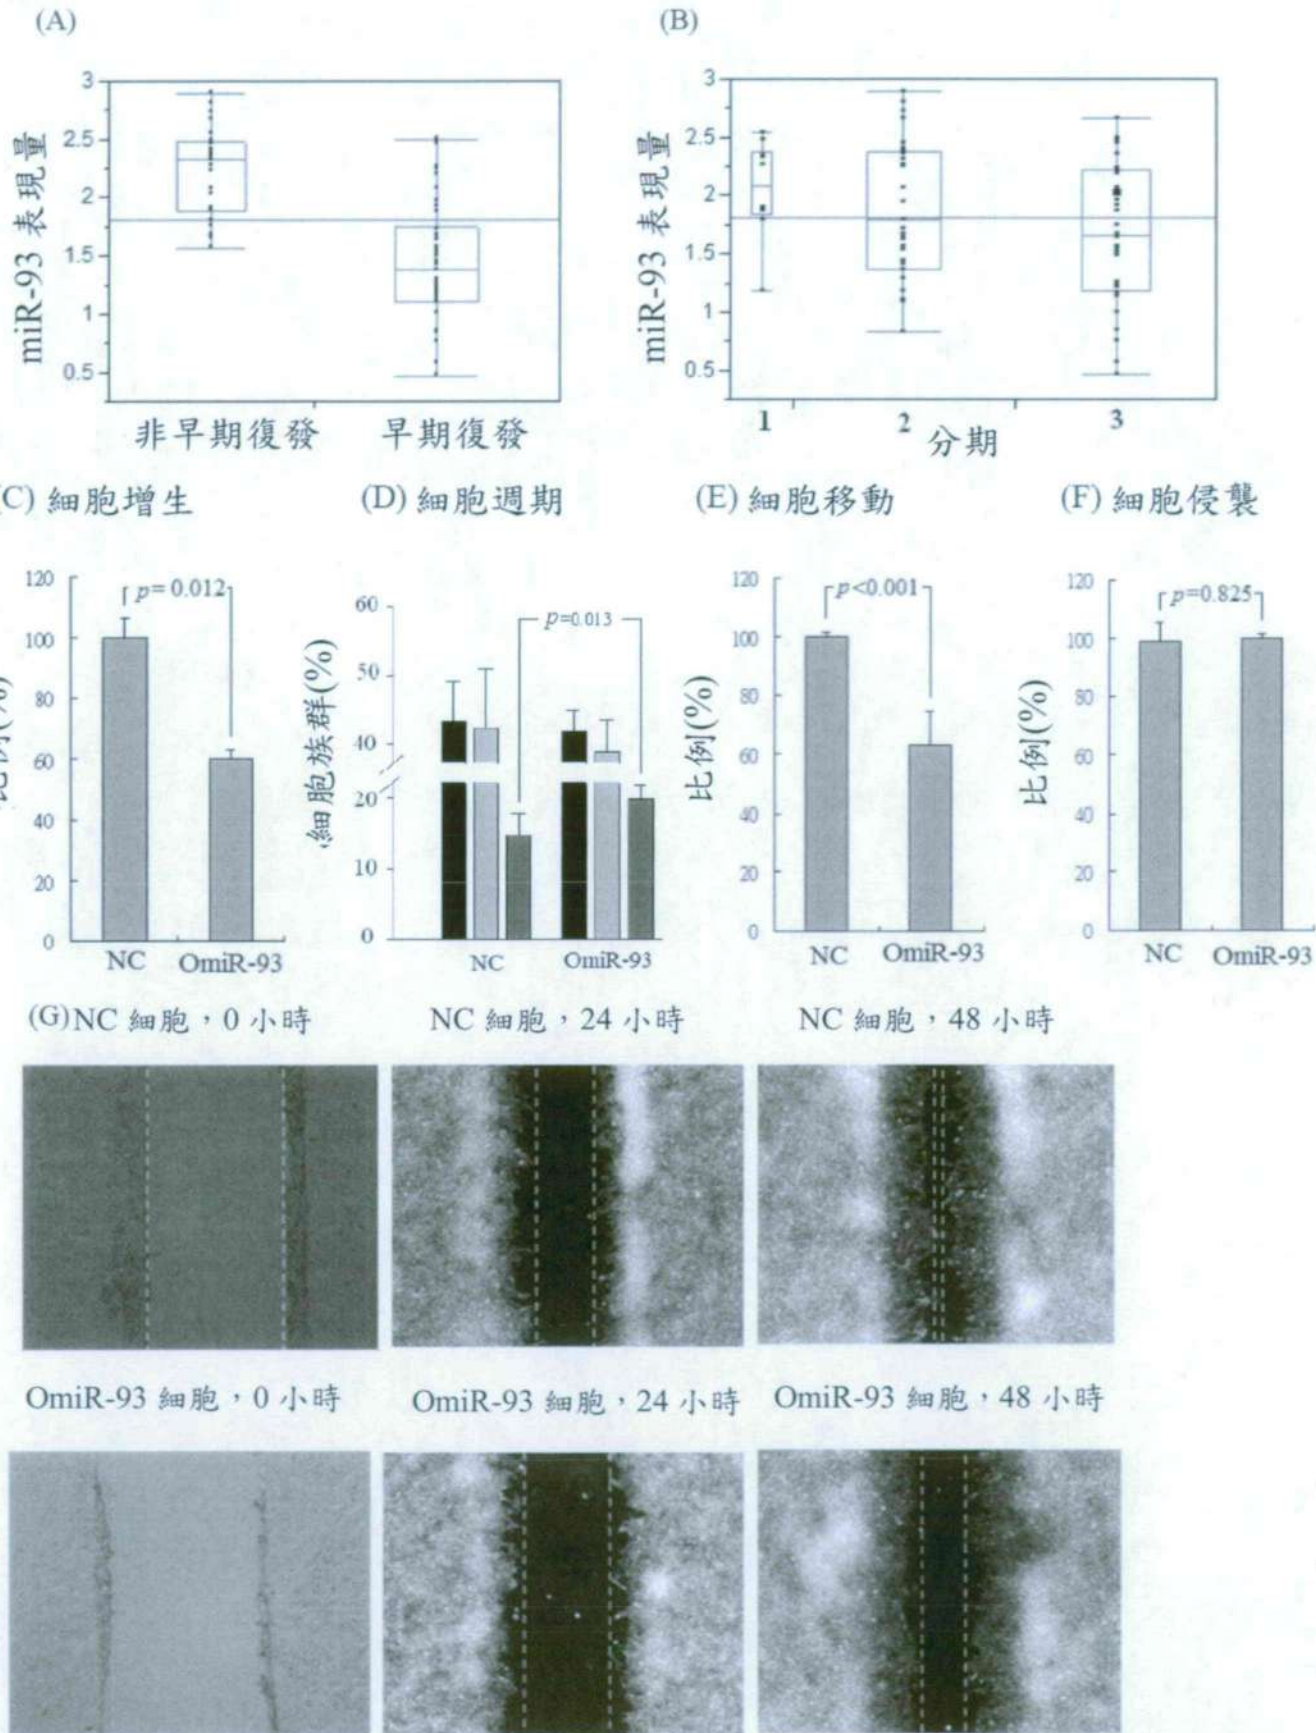 (A)
miR-93 表現量
3
2.5
2
1.5
1
0.5
非早期復發 早期復發
(B)
miR-93 表現量
3
2.5
2
1.5
1
0.5
1 2 3
分期
C) 細胞增生
例(%)
120
100
80
60
40
20
0
p= 0.012
NC OmiR-93
(D) 細胞週期
細胞族群(%)
60
50
40
20
10
0
p=0.013
NC OmiR-93
(E) 細胞移動
比例(%)
120
100
80
60
40
20
0
p<0.001
NC OmiR-93
(F) 細胞侵襲
比例(%)
120
100
80
60
40
20
0
p=0.825
NC OmiR-93
(G)NC 細胞，0 小時
NC 細胞，24 小時
NC 細胞，48 小時
OmiR-93 細胞，0 小時
OmiR-93 細胞，24 小時
OmiR-93 細胞，48 小時